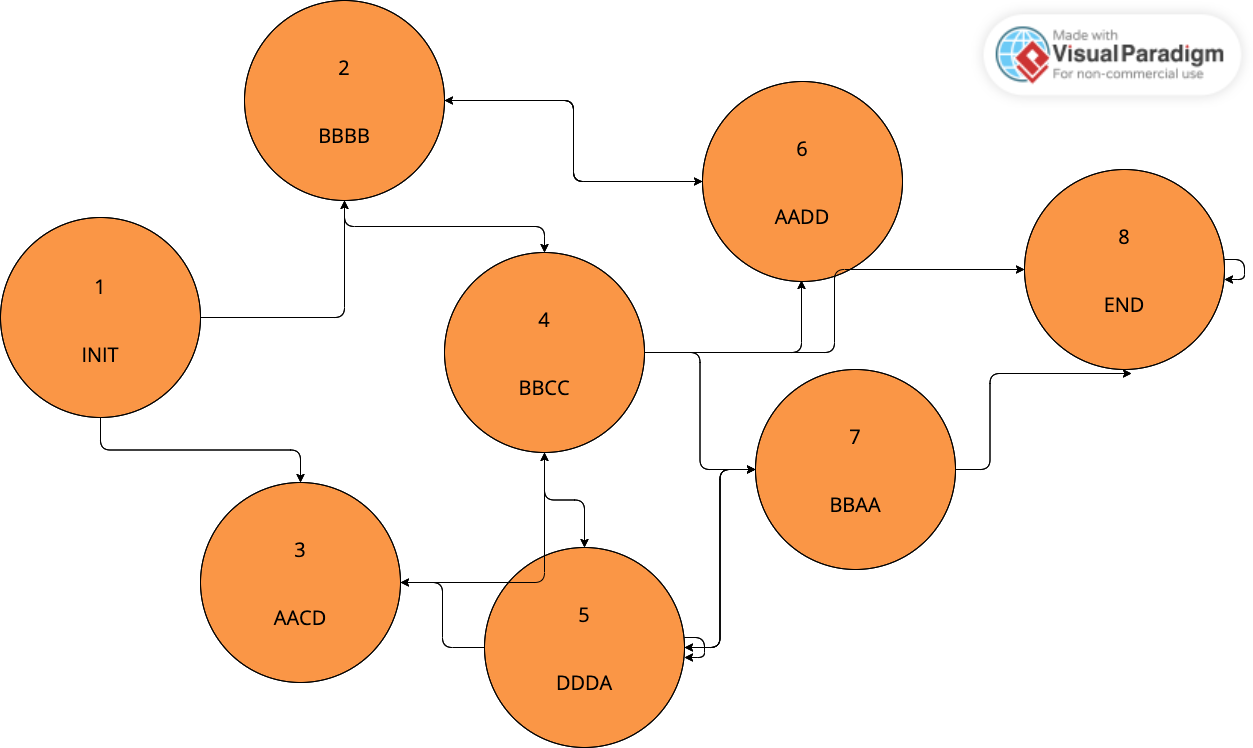 Made with
Visual Paradigm
For non-commercial use
2
BBBB
6
AADD
8
END
1
INIT
4
BBCC
7
BBAA
3
AACD
5
DDDA